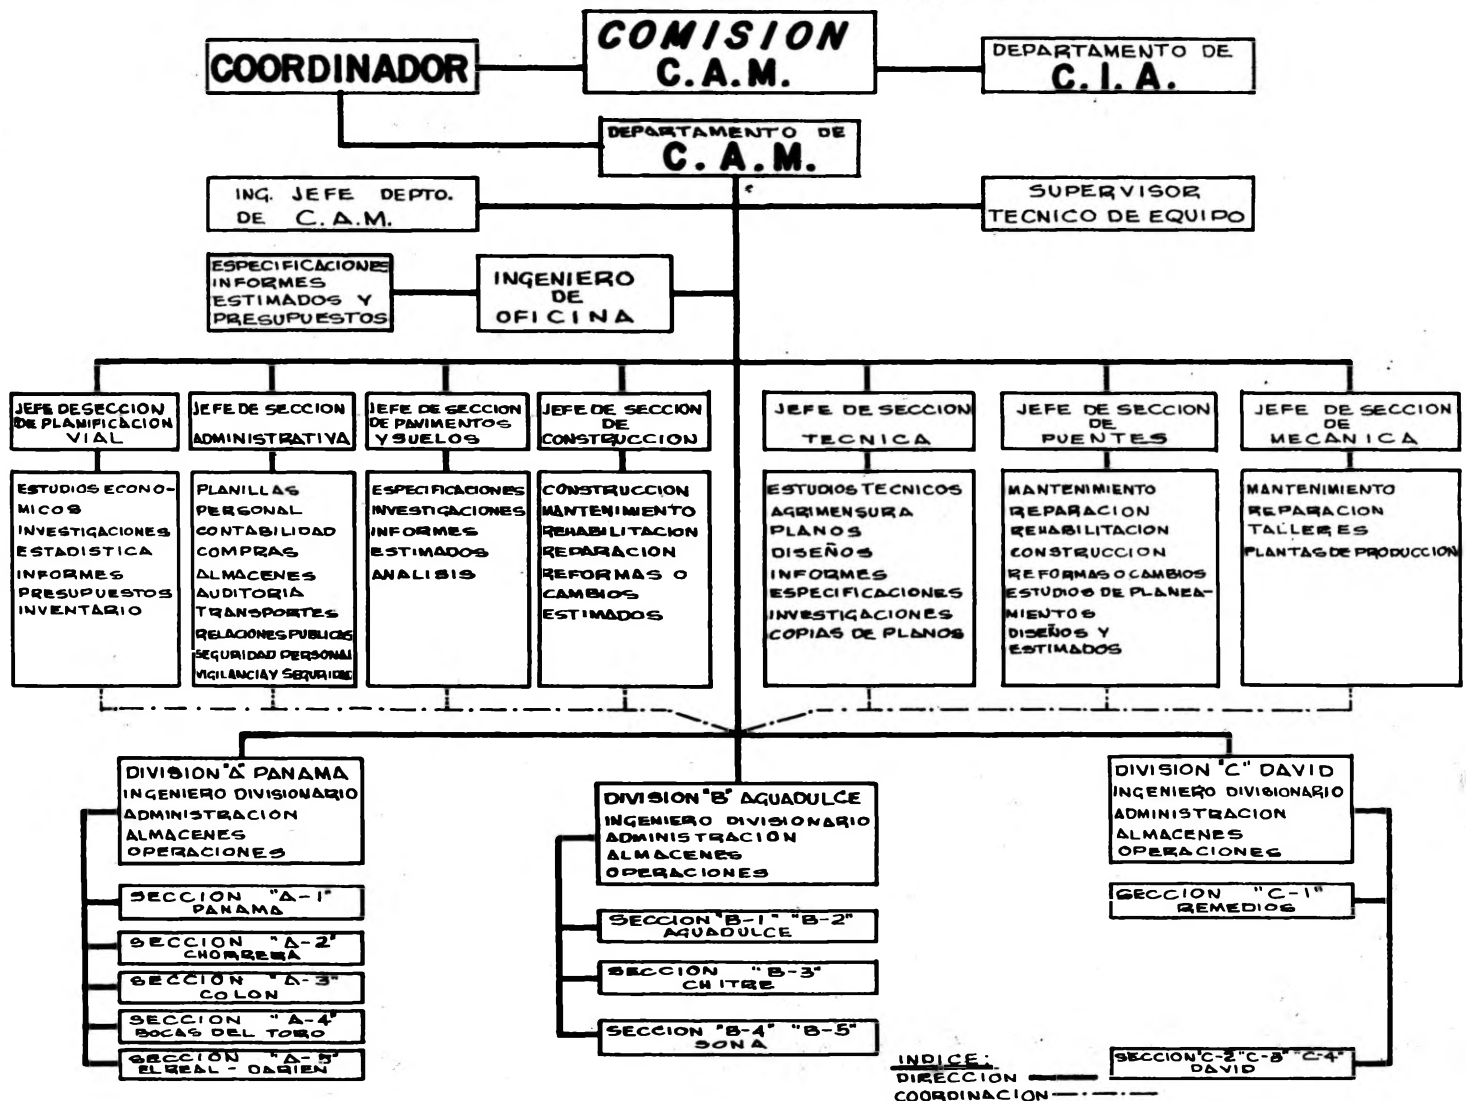 COORDINADOR
COMISION
C.A.M.
DEPARTAMENTO DE
C.I.A.
DEPARTAMENTO DE
C.A.M.
ING. JEFE DEPTO.
DE C.A.M.
SUPERVISOR
TECNICO DE EQUIPO
ESPECIFICACIONES
INFORMES
ESTIMADOS Y
PRESUPUESTOS
INGENIERO
DE
OFICINA
JEFE DE SECCION
DE PLANIFICACION
VIAL
JEFE DE SECCION
ADMINISTRATIVA
JEFE DE SECCION
DE PAVIMENTOS
Y SUELOS
JEFE DE SECCION
DE
CONSTRUCCION
JEFE DE SECCION
TECNICA
JEFE DE SECCION
DE
PUENTES
JEFE DE SECCION
DE
MECANICA
ESTUDIOS ECONO-
MICOS
INVESTIGACIONES
ESTADISTICA
INFORMES
PRESUPUESTOS
INVENTARIO
PLANILLAS
PERSONAL
CONTABILIDAD
COMPRAS
ALMACENES
AUDITORIA
TRANSPORTES
RELACIONES PUBLICAS
SEGURIDAD PERSONAL
VIGILANCIA Y SEGURIDAD
ESPECIFICACIONES
INVESTIGACIONES
INFORMES
ESTIMADOS
ANALISIS
CONSTRUCCION
MANTENIMIENTO
REHABILITACION
REPARACION
REFORMAS O
CAMBIOS
ESTIMADOS
ESTUDIOS TECNICOS
AGRIMENSURA
PLANOS
DISEÑOS
INFORMES
ESPECIFICACIONES
INVESTIGACIONES
COPIAS DE PLANOS
MANTENIMIENTO
REPARACION
REHABILITACION
CONSTRUCCION
REFORMAS O CAMBIOS
ESTUDIOS DE PLANEA-
MIENTOS
DISEÑOS Y
ESTIMADOS
MANTENIMIENTO
REPARACION
TALLERES
PLANTAS DE PRODUCCION
DIVISION "A" PANAMA
INGENIERO DIVISIONARIO
ADMINISTRACION
ALMACENES
OPERACIONES
SECCION "A-1"
PANAMA
SECCION "A-2"
CHORRERA
SECCION "A-3"
COLON
SECCION "A-4"
BOCAS DEL TORO
SECCION "A-5"
EL REAL - DARIEN
DIVISION "B" AGUADULCE
INGENIERO DIVISIONARIO
ADMINISTRACION
ALMACENES
OPERACIONES
SECCION "B-1" "B-2"
AGUADULCE
SECCION "B-3"
CHITRE
SECCION "B-4" "B-5"
SONA
DIVISION "C" DAVID
INGENIERO DIVISIONARIO
ADMINISTRACION
ALMACENES
OPERACIONES
SECCION "C-1"
REMEDIOS
SECCION "C-2 "C-3" "C-4"
DAVID
INDICE:
DIRECCION
COORDINACION